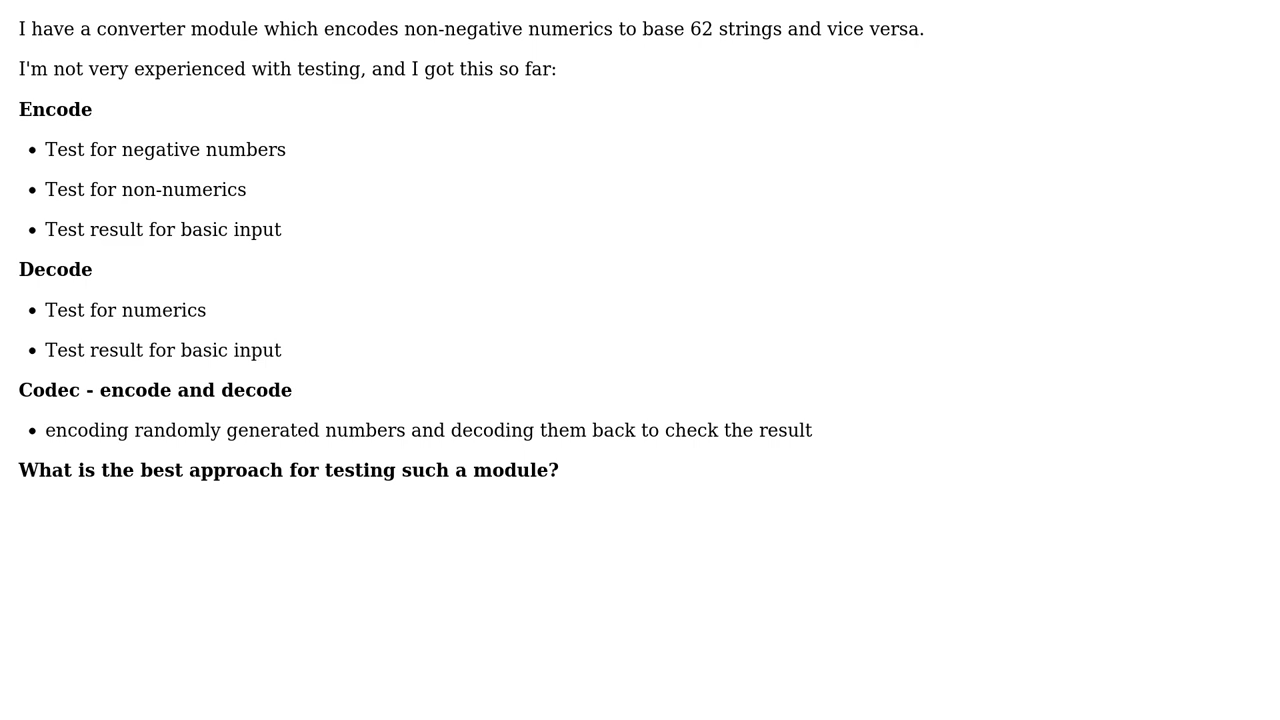 I have a converter module which encodes non-negative numerics to base 62 strings and vice versa.
I'm not very experienced with testing, and I got this so far:
Encode
• Test for negative numbers
• Test for non-numerics
• Test result for basic input
Decode
• Test for numerics
• Test result for basic input
Codec - encode and decode
• encoding randomly generated numbers and decoding them back to check the result
What is the best approach for testing such a module?